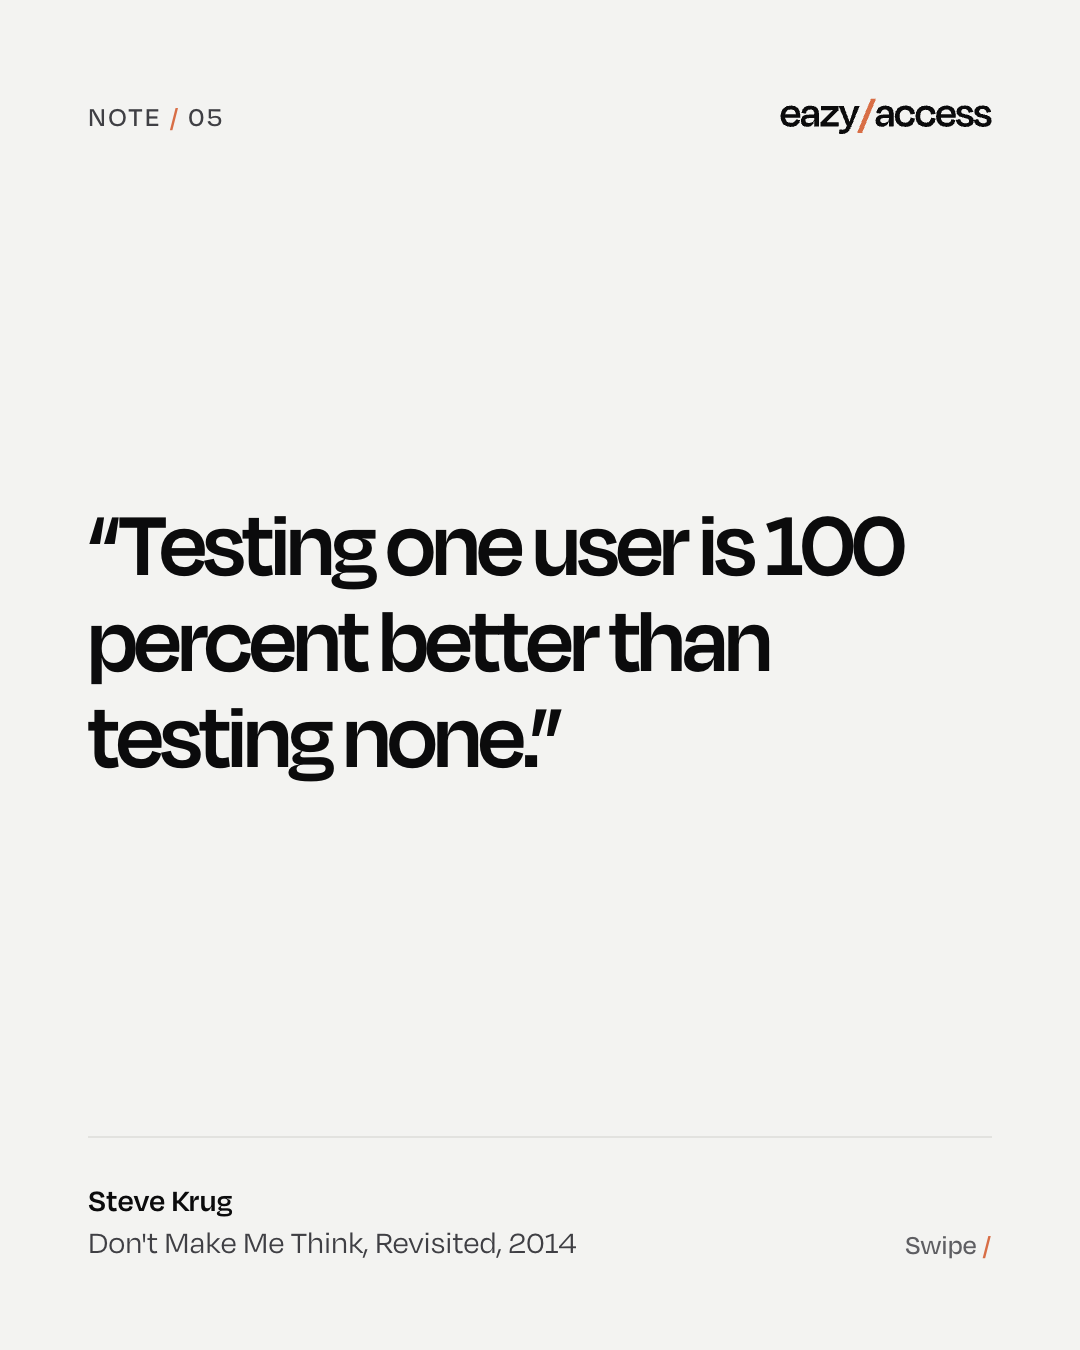 NOTE / 05
eazy/access
“Testing one user is 100
percent better than
testing none.”
Steve Krug
Don't Make Me Think, Revisited, 2014
Swipe /